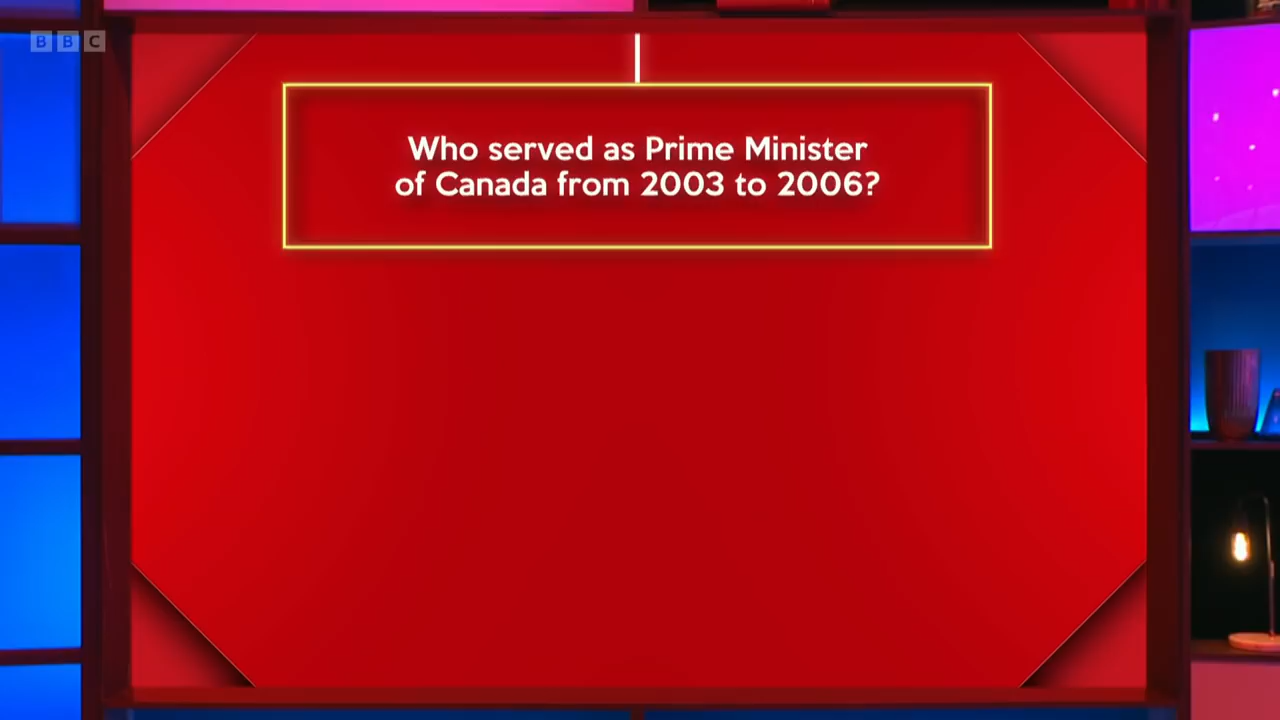 BBC
Who served as Prime Minister
of Canada from 2003 to 2006?